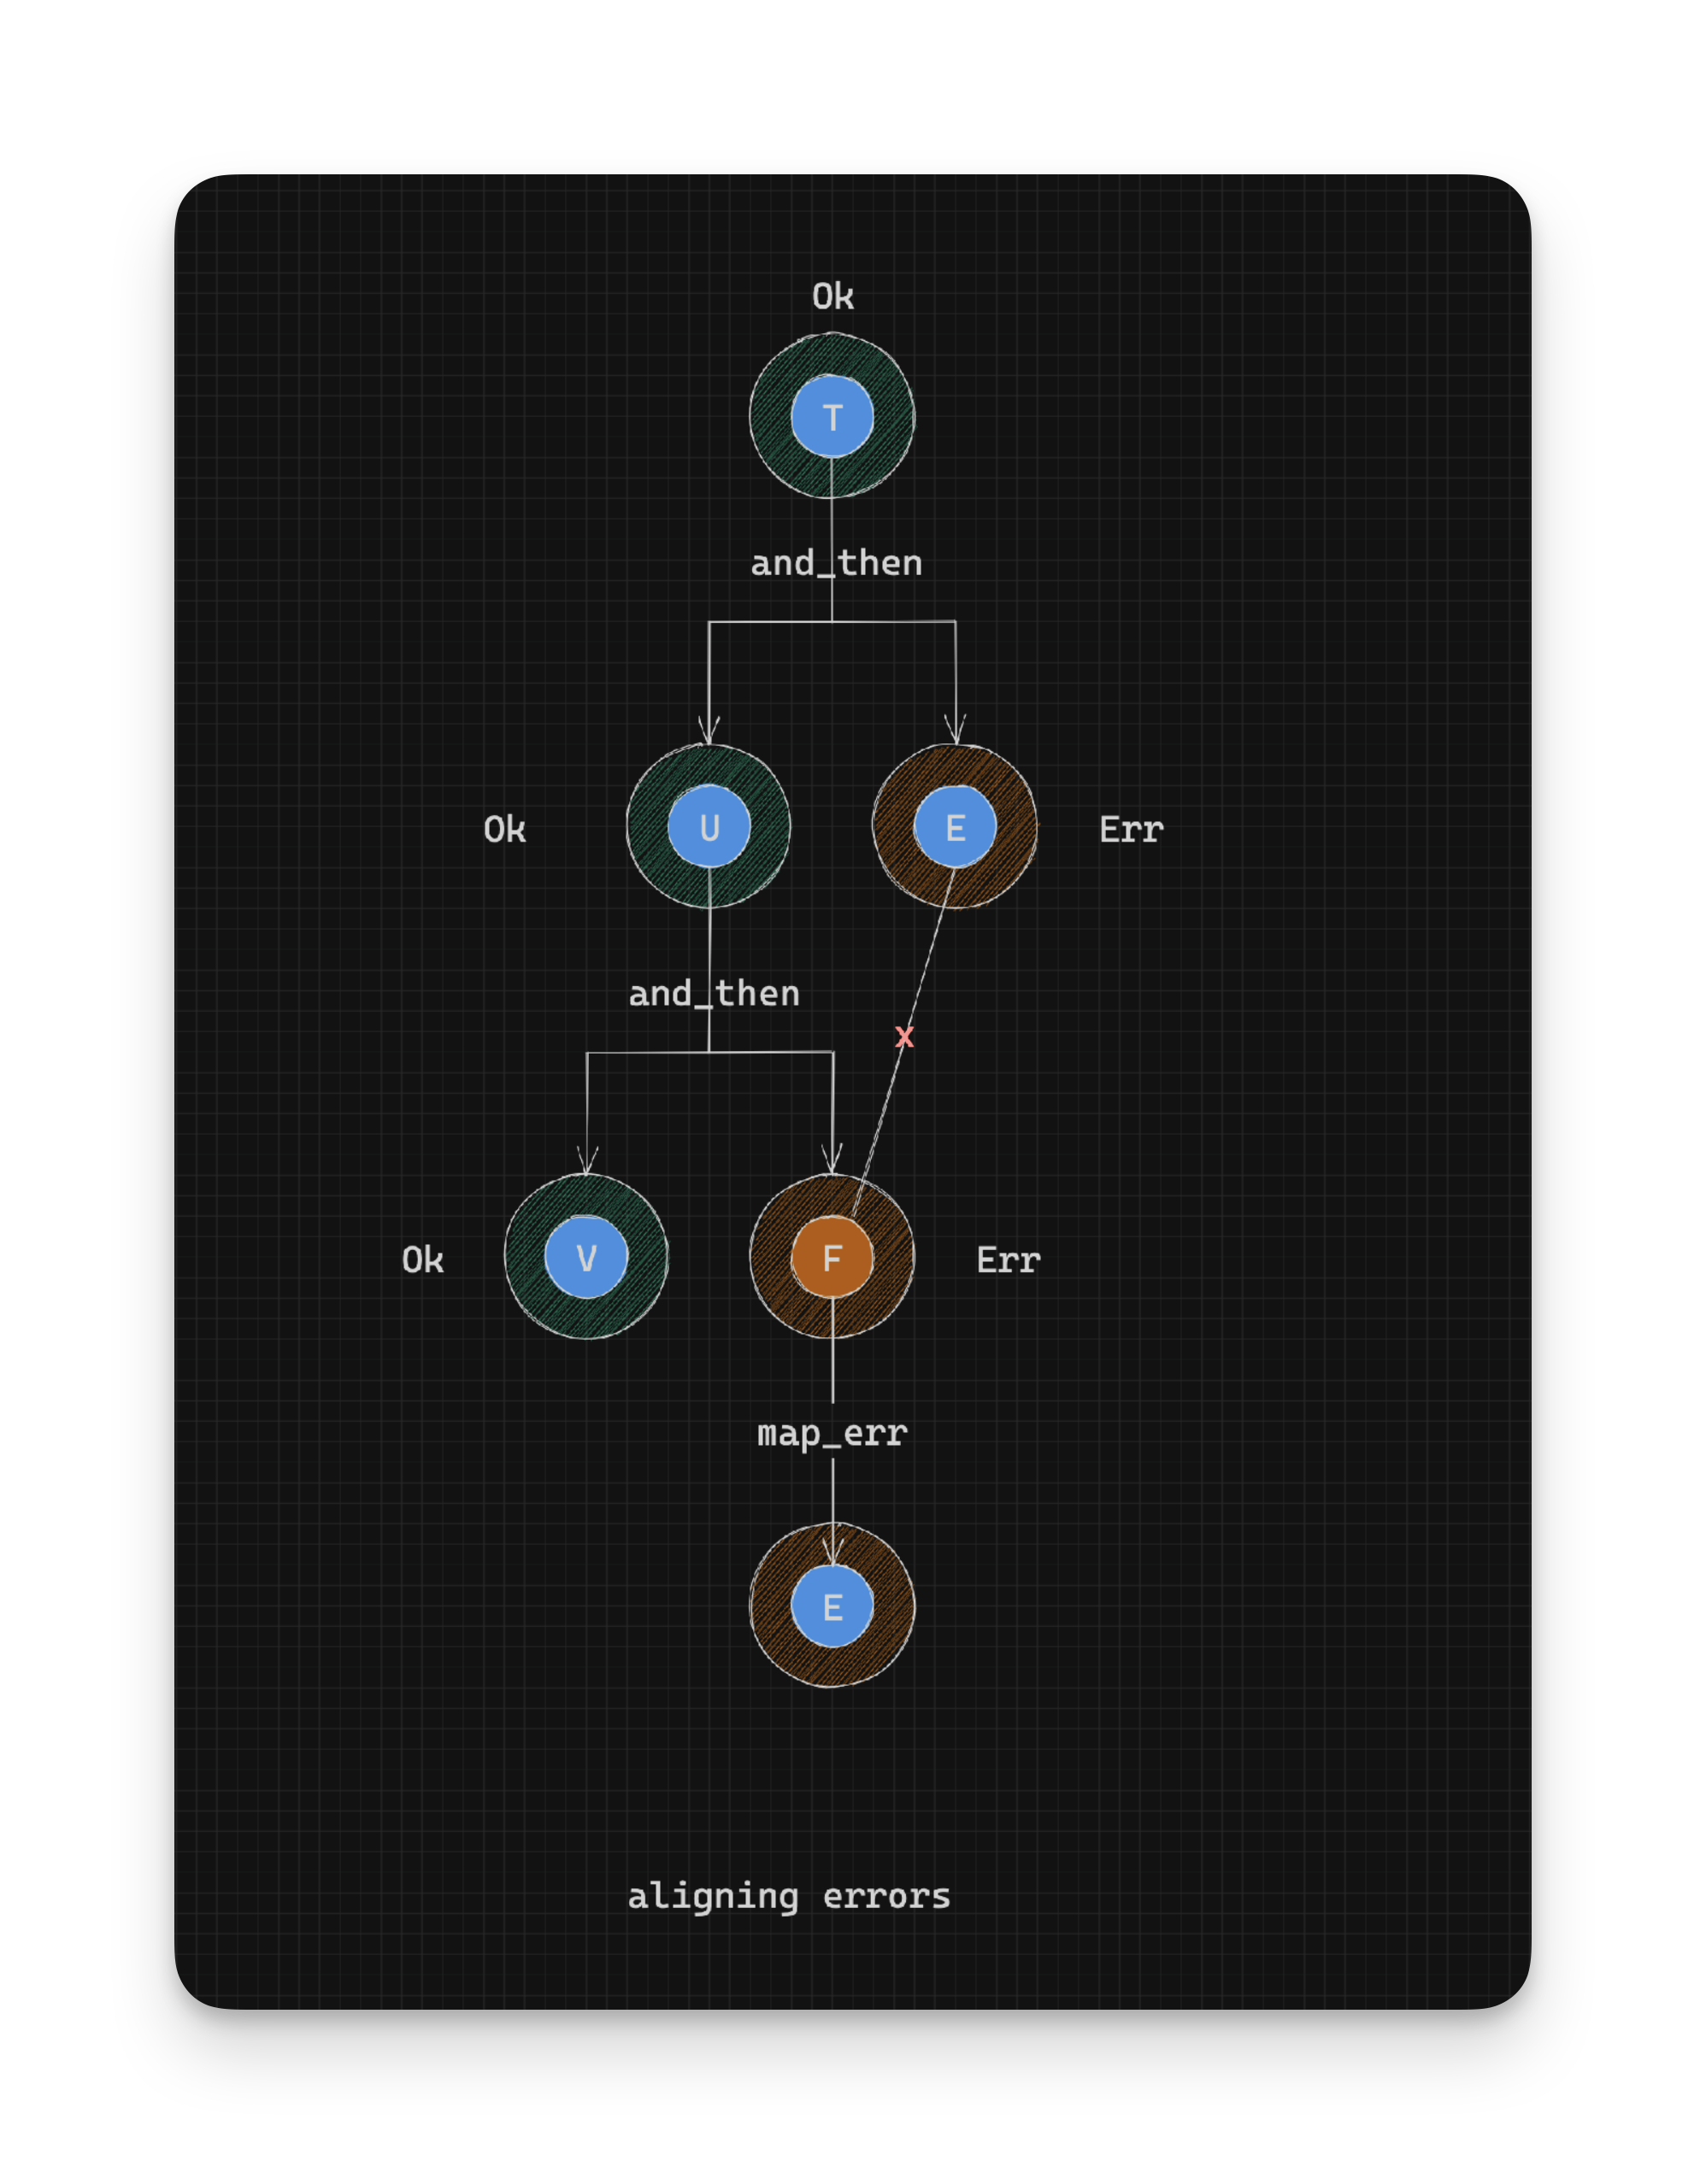 Ok
T
and_then
Ok
U
E
Err
and_then
x
Ok
V
F
Err
map_err
E
aligning errors